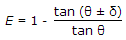 E = 1 - tan (θ ± δ) / tan θ